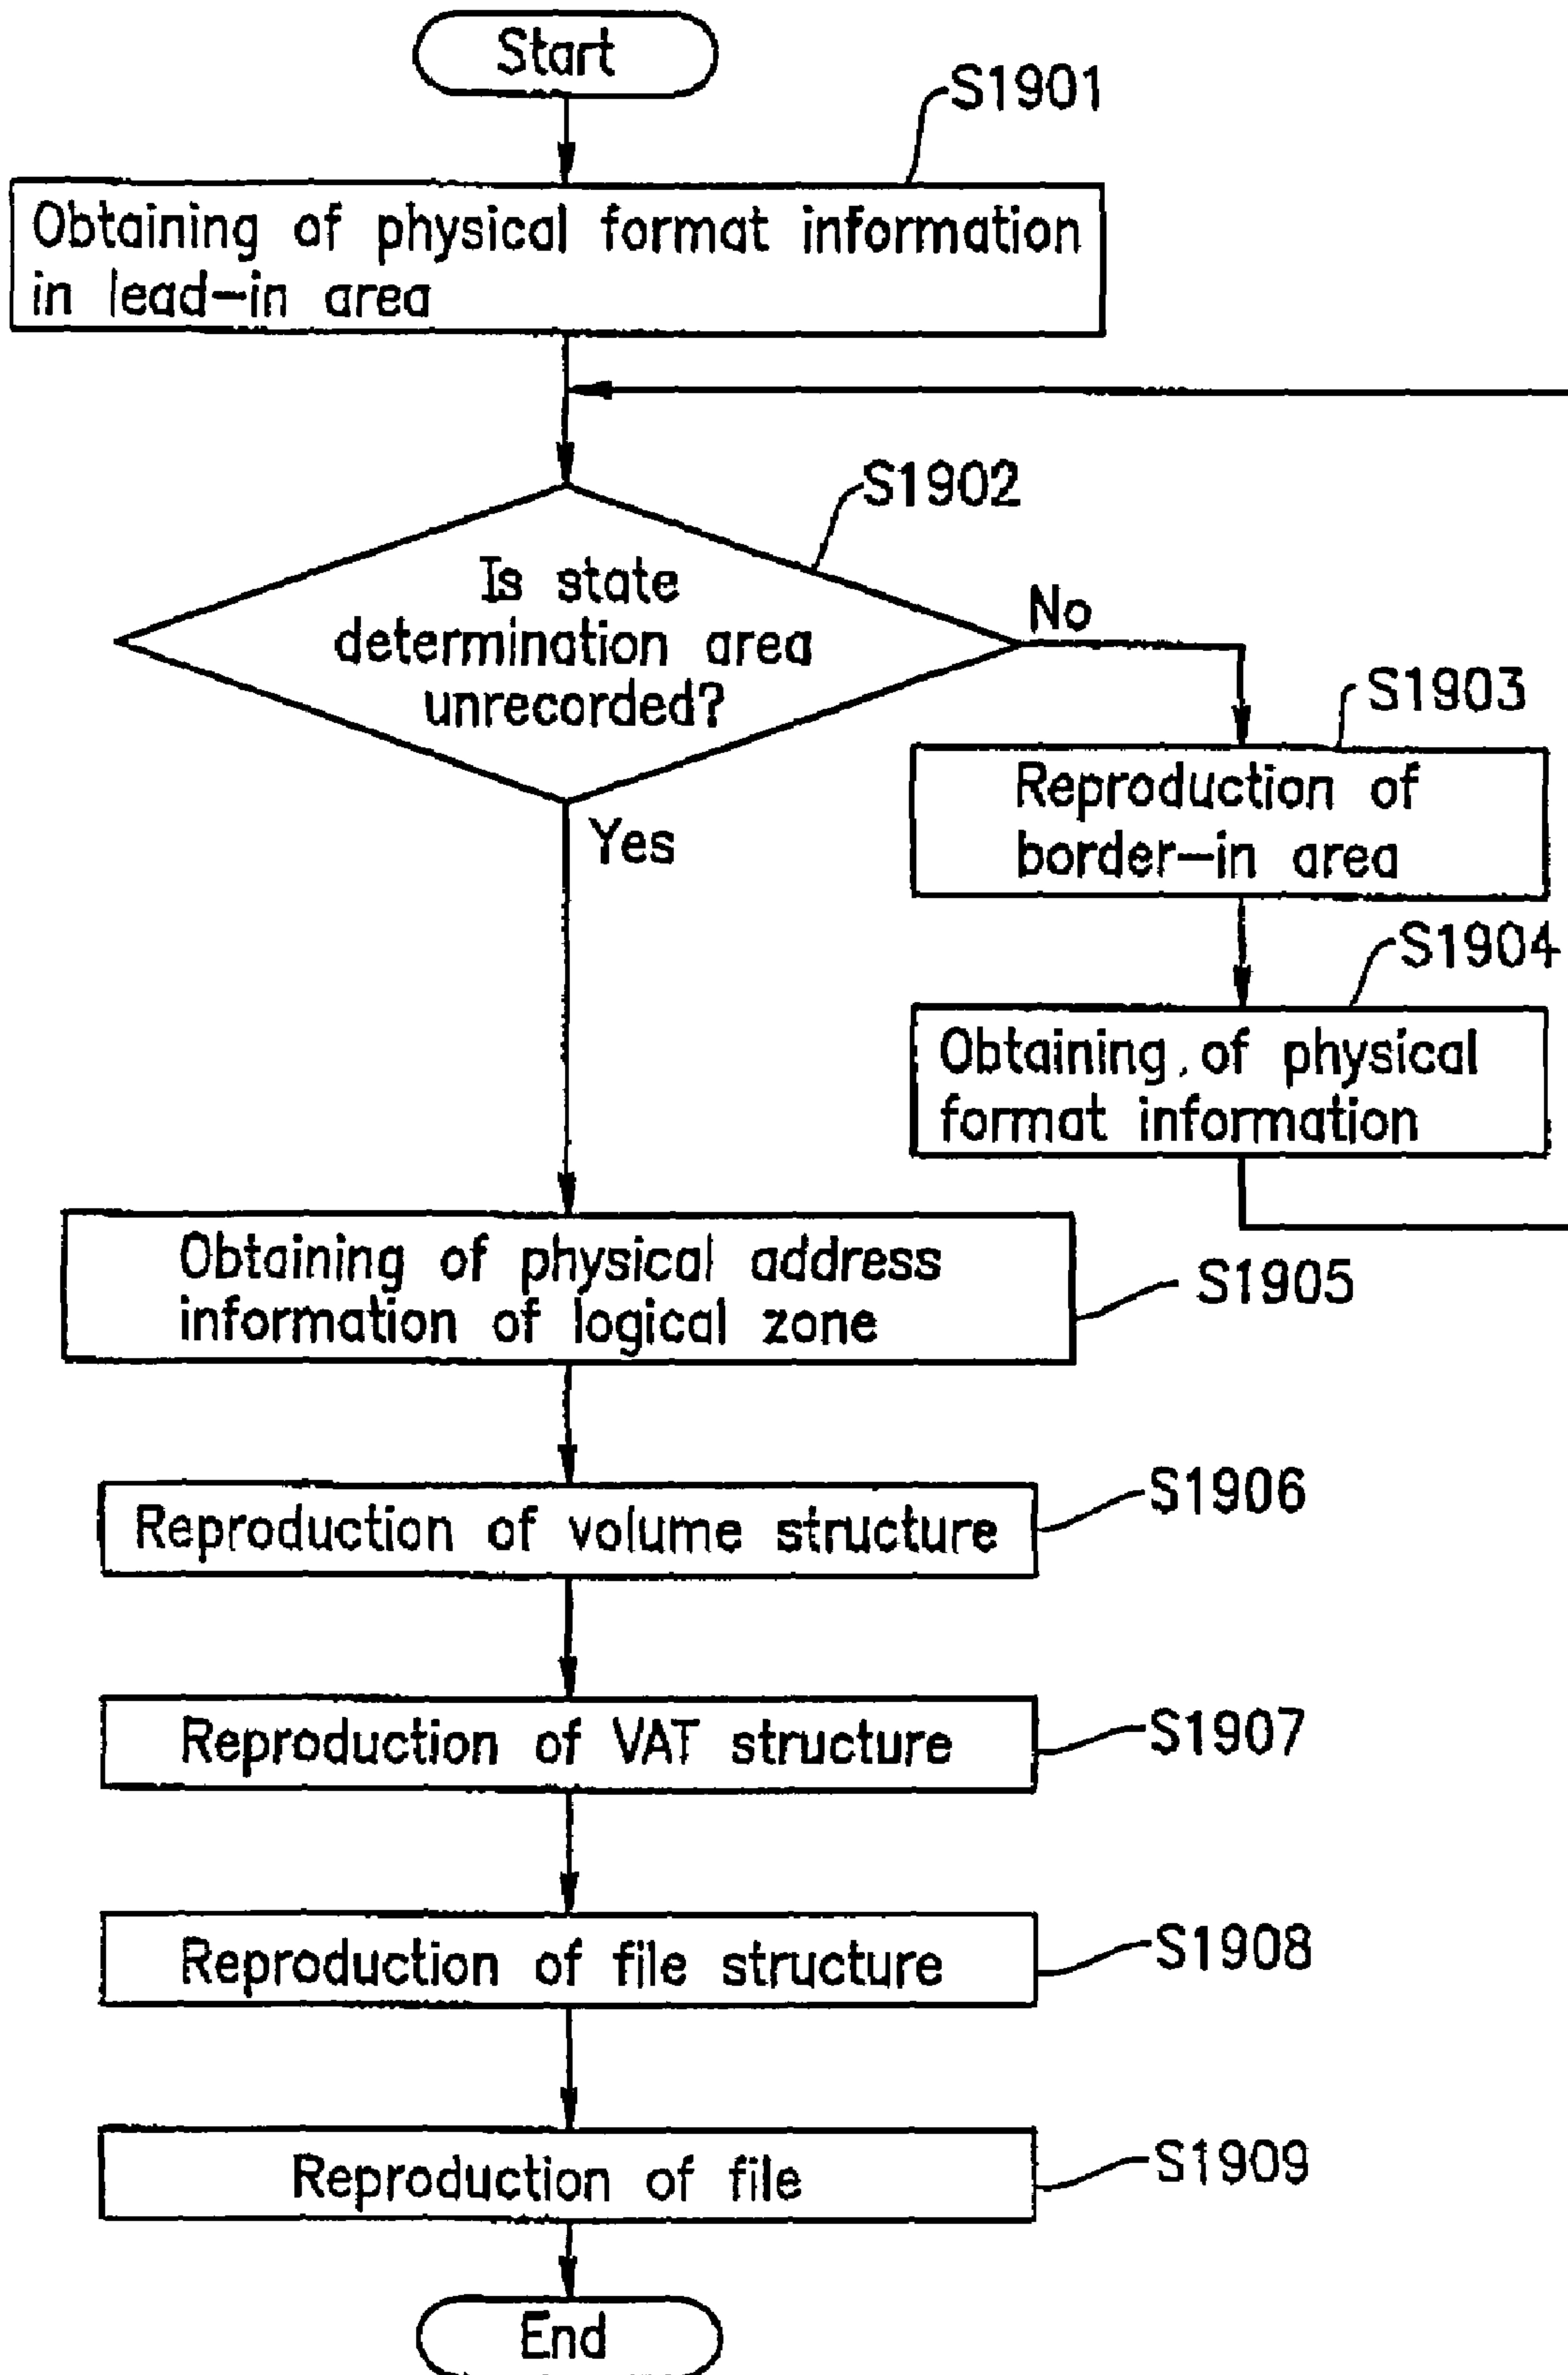 Start
S1901
Obtaining of physical format information
in lead-in area
S1902
Is state
determination area
unrecorded?
No
Yes
S1903
Reproduction of
border-in area
S1904
Obtaining of physical
format information
Obtaining of physical address
information of logical zone
S1905
Reproduction of volume structure
S1906
Reproduction of VAT structure
S1907
Reproduction of file structure
S1908
Reproduction of file
S1909
End